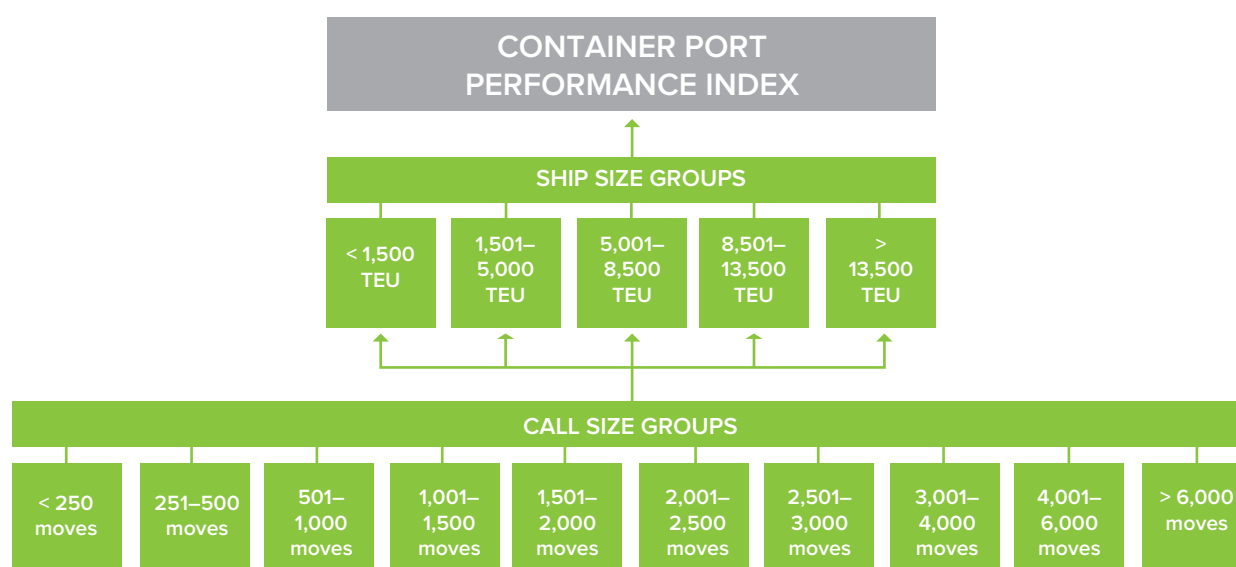 CONTAINER PORT
PERFORMANCE INDEX
SHIP SIZE GROUPS
< 1,500
TEU
1,501–
5,000
TEU
5,001–
8,500
TEU
8,501–
13,500
TEU
>
13,500
TEU
CALL SIZE GROUPS
< 250
moves
251–500
moves
501–
1,000
moves
1,001–
1,500
moves
1,501–
2,000
moves
2,001–
2,500
moves
2,501–
3,000
moves
3,001–
4,000
moves
4,001–
6,000
moves
> 6,000
moves